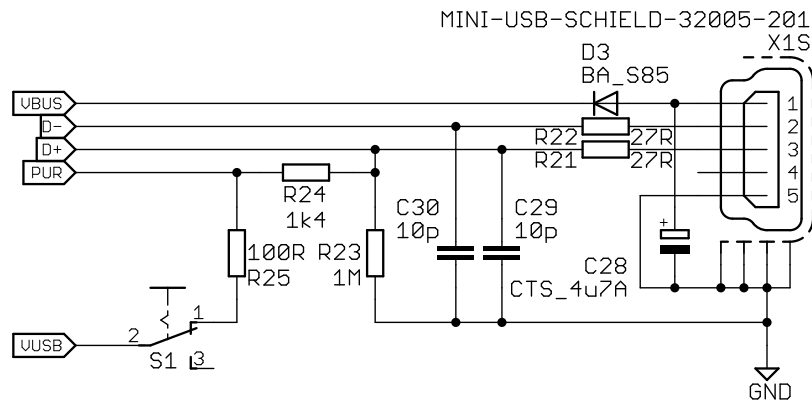 MINI-USB-SCHIELD-32005-201
X1S
D3
BA_S85
VBUS
1
D-
2
R22
27R
D+
3
R21
27R
PUR
4
R24
1k4
5
C30
10p
C29
10p
+
100R
R25
R23
1M
C28
CTS_4u7A
1
2
VUSB
S1
3
GND